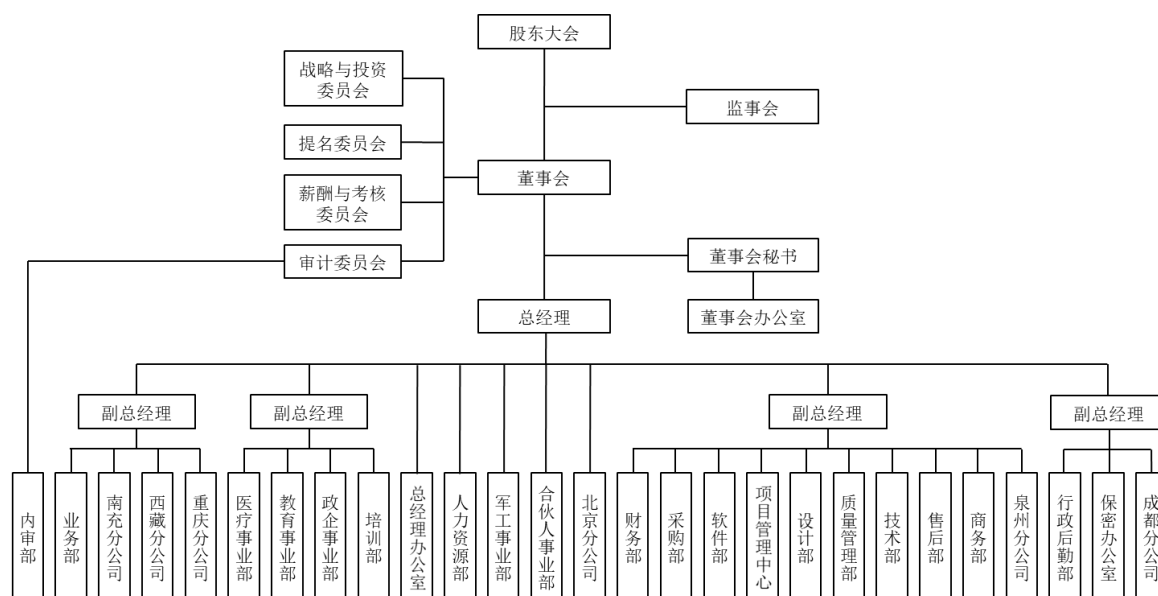 股东大会
战略与投资
委员会
监事会
提名委员会
董事会
薪酬与考核
委员会
审计委员会
董事会秘书
总经理
董事会办公室
副总经理
副总经理
副总经理
副总经理
内审部
业务部
南充分公司
西藏分公司
重庆分公司
医疗事业部
教育事业部
政企事业部
培训部
总经理办公室
人力资源部
军工事业部
合伙人事业部
北京分公司
财务部
采购部
软件部
项目管理中心
设计部
质量管理部
技术部
售后部
商务部
泉州分公司
行政后勤部
保密办公室
成都分公司